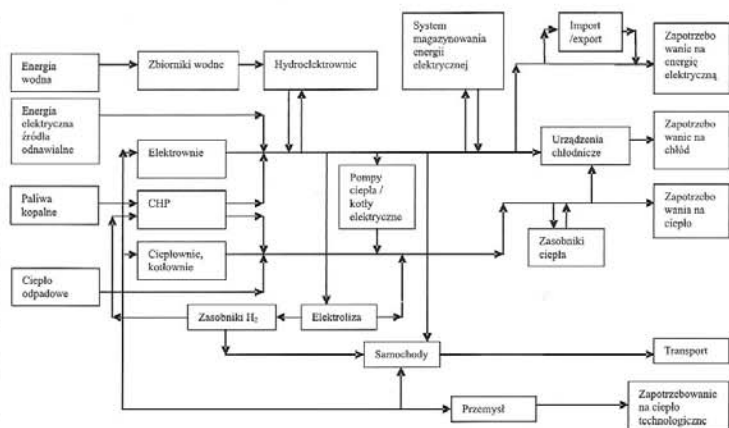 System
magazynowania
energii
elektrycznej
Import
/export
Zapotrzebo
wanie na
energię
elektryczną
Energia
wodna
Zbiorniki wodne
Hydroelektrownie
Energia
elektryczna
źródła
odnawialne
Elektrownie
Urządzenia
chłodnicze
Zapotrzebo
wanie na
chłód
Paliwa
kopalne
CHP
Pompy
ciepła /
kotły
elektryczne
Zapotrzebo
wania na
ciepło
Ciepłownie,
kotłownie
Zasobniki
ciepła
Ciepło
odpadowe
Zasobniki H₂
Elektroliza
Samochody
Transport
Przemysł
Zapotrzebowanie
na ciepło
technologiczne